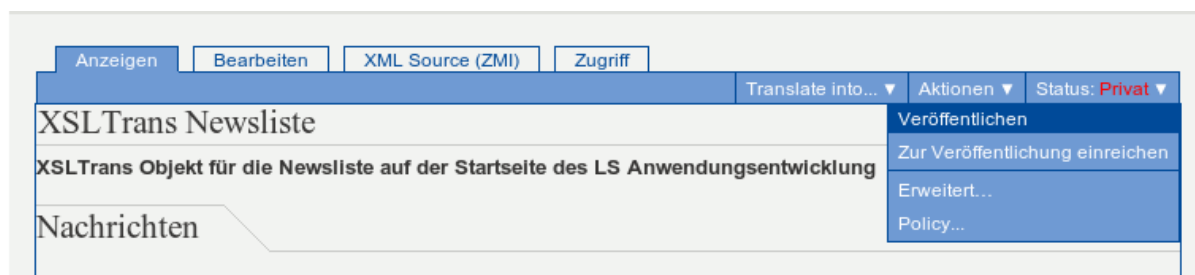 Anzeigen Bearbeiten XML Source (ZMI) Zugriff
Translate into... ▼ Aktionen ▼ Status: Privat ▼
XSLTrans Newsliste
Veröffentlichen
Zur Veröffentlichung einreichen
XSLTrans Objekt für die Newsliste auf der Startseite des LS Anwendungsentwicklung
Erweitert...
Policy...
Nachrichten